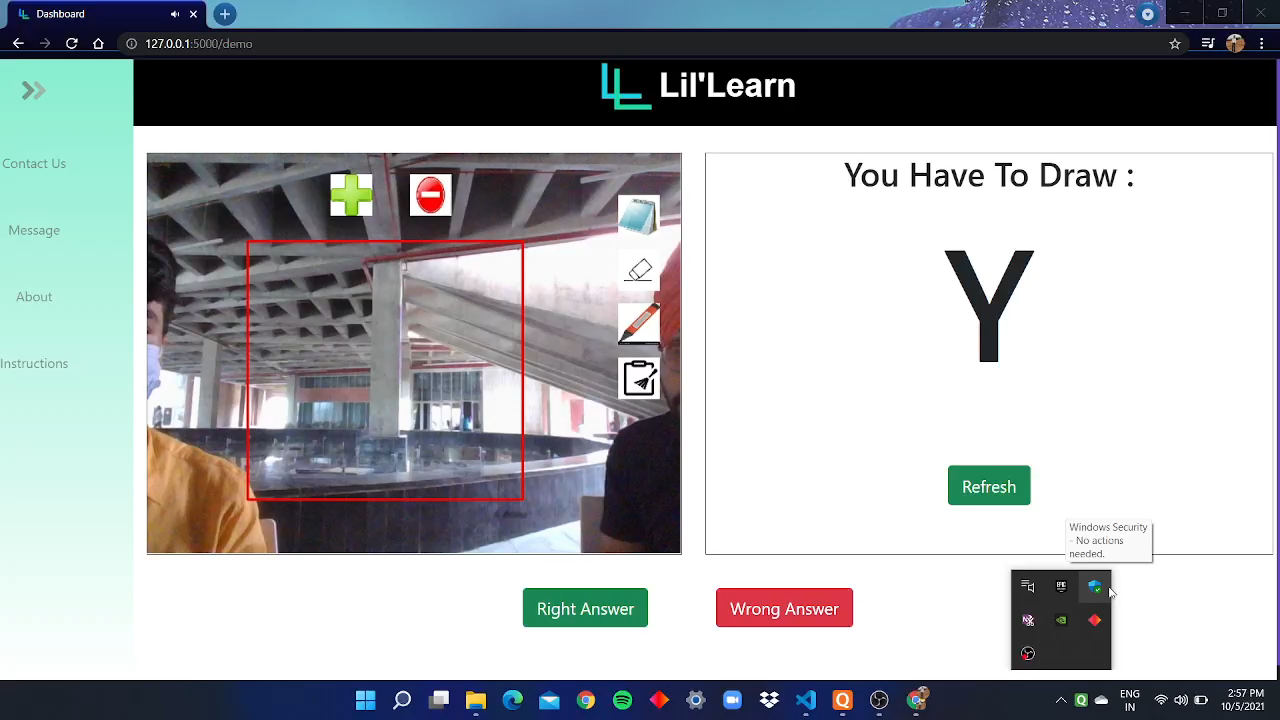 Dashboard
127.0.0.1:5000/demo
Lil'Learn
Contact Us
Message
About
Instructions
You Have To Draw :
Y
Refresh
Windows Security
- No actions
needed.
EPIC
Right Answer
Wrong Answer
ENG
IN
2:57 PM
10/5/2021